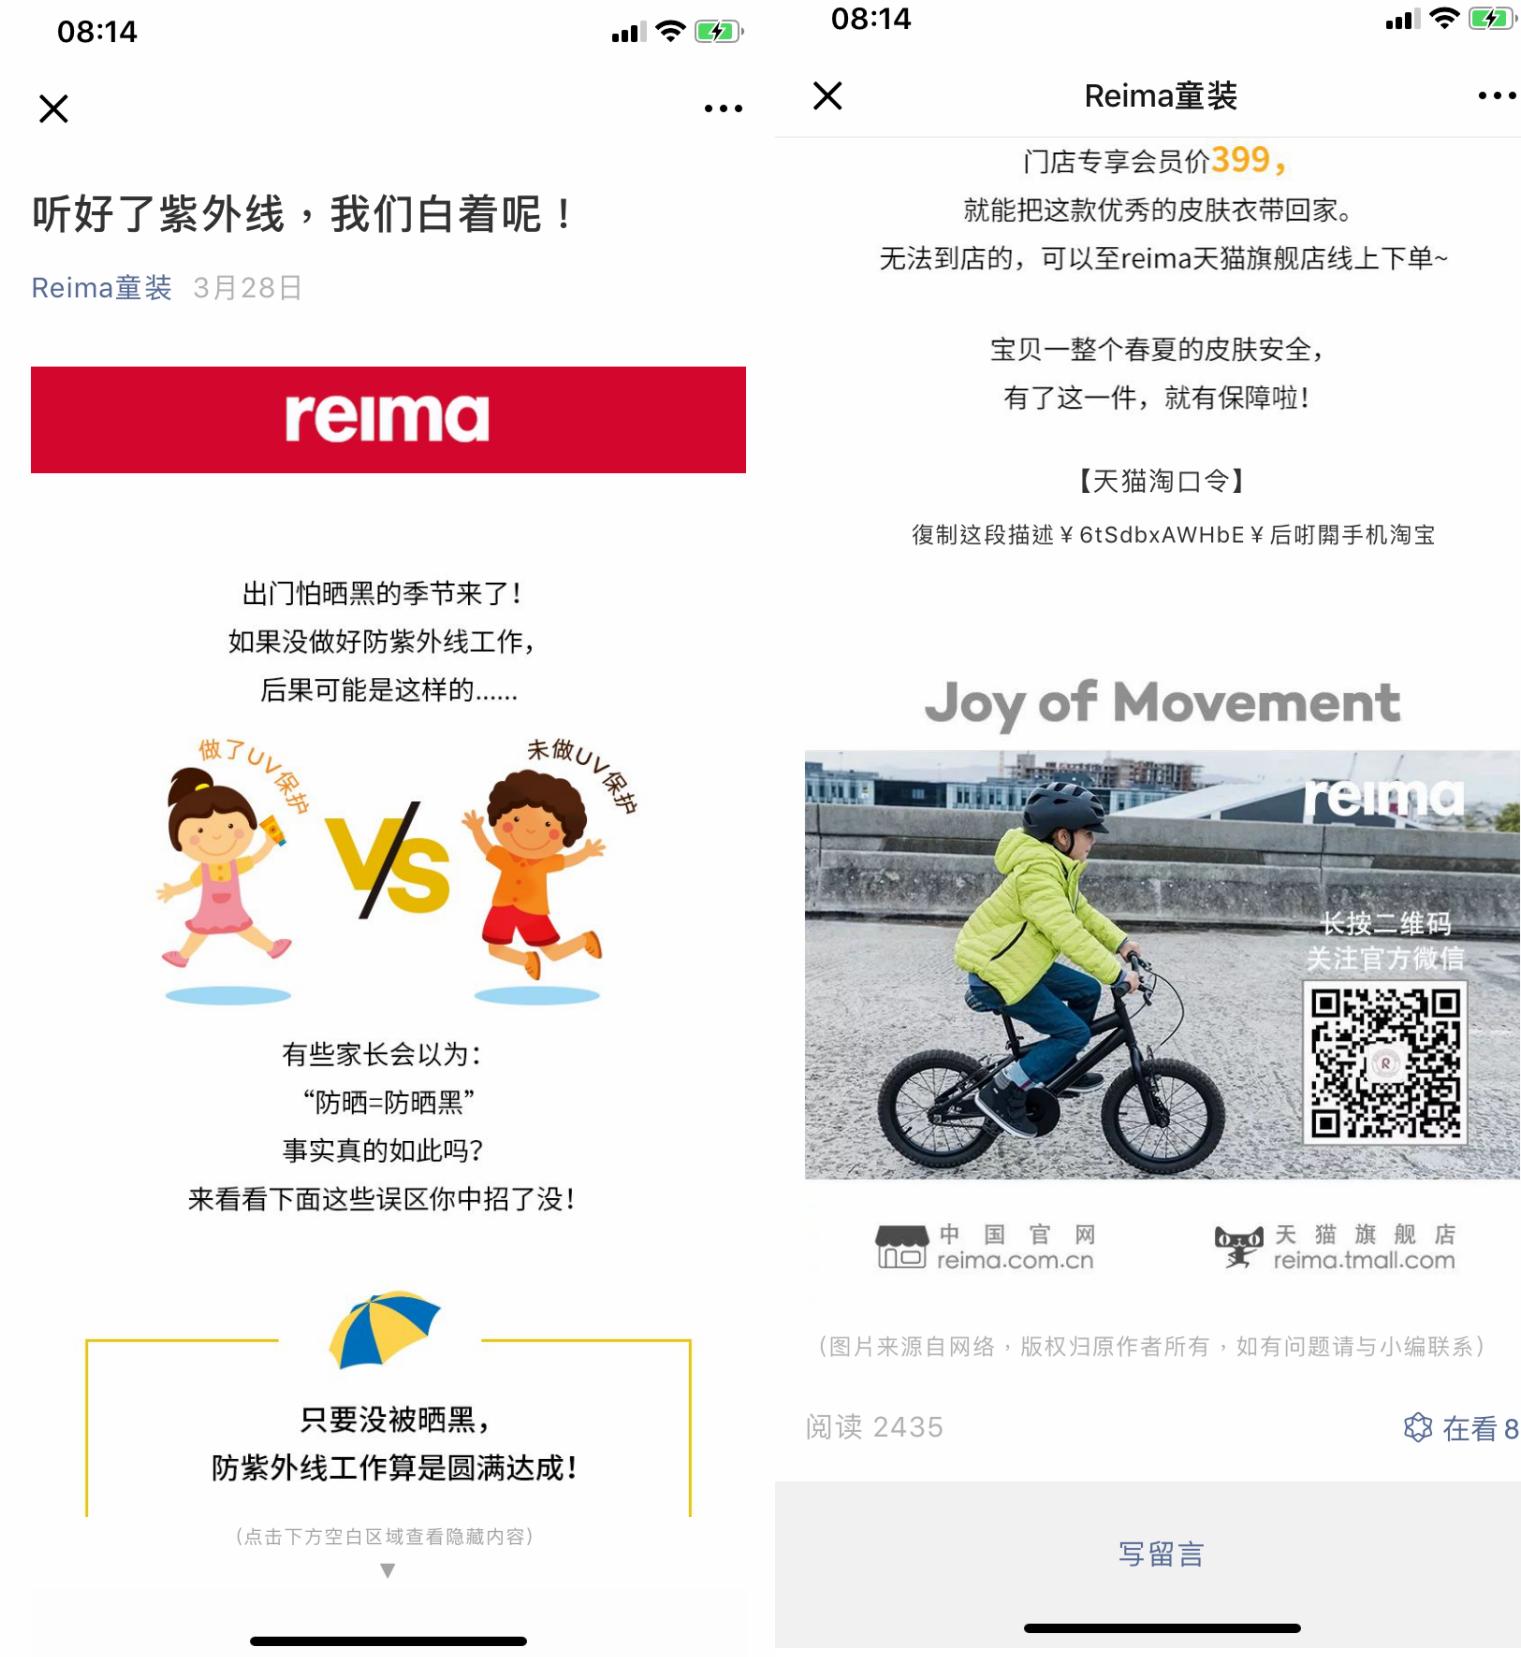 08:14
听好了紫外线，我们白着呢！
Reima童装 3月28日
reima
出门怕晒黑的季节来了！
如果没做好防紫外线工作，
后果可能是这样的......
做了UV保护
VS
未做UV保护
有些家长会以为：
“防晒=防晒黑”
事实真的如此吗？
来看看下面这些误区你中招了没！
只要没被晒黑，
防紫外线工作算是圆满达成！
（点击下方空白区域查看隐藏内容）
▼
08:14
Reima童装
门店专享会员价399，
就能把这款优秀的皮肤衣带回家。
无法到店的，可以至reima天猫旗舰店线上下单~
宝贝一整个春夏的皮肤安全，
有了这一件，就有保障啦！
【天猫淘口令】
復制这段描述￥6tSdbxAWHbE￥后咑閞手机淘宝
Joy of Movement
reima
长按二维码
关注官方微信
R
中国官网
reima.com.cn
天猫旗舰店
reima.tmall.com
（图片来源自网络，版权归原作者所有，如有问题请与小编联系）
阅读 2435
在看 8
写留言